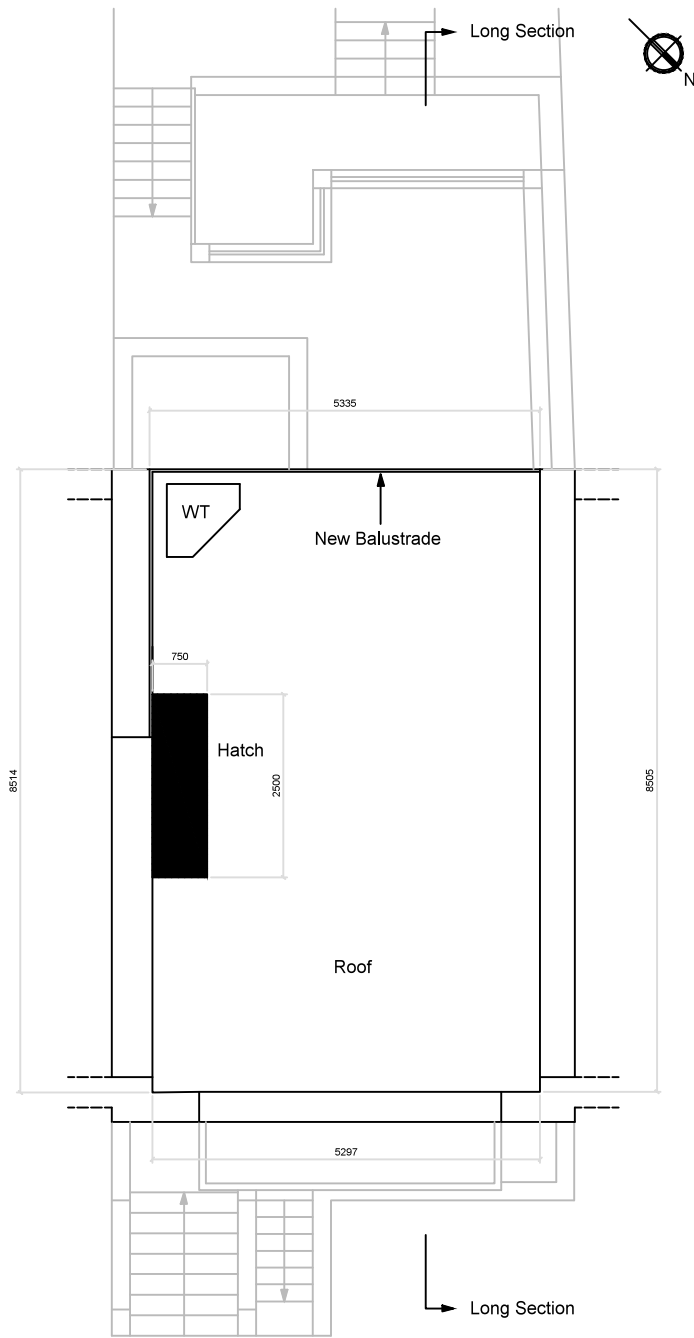 Long Section
N
5335
WT
New Balustrade
750
Hatch
2500
8514
8505
Roof
5297
Long Section